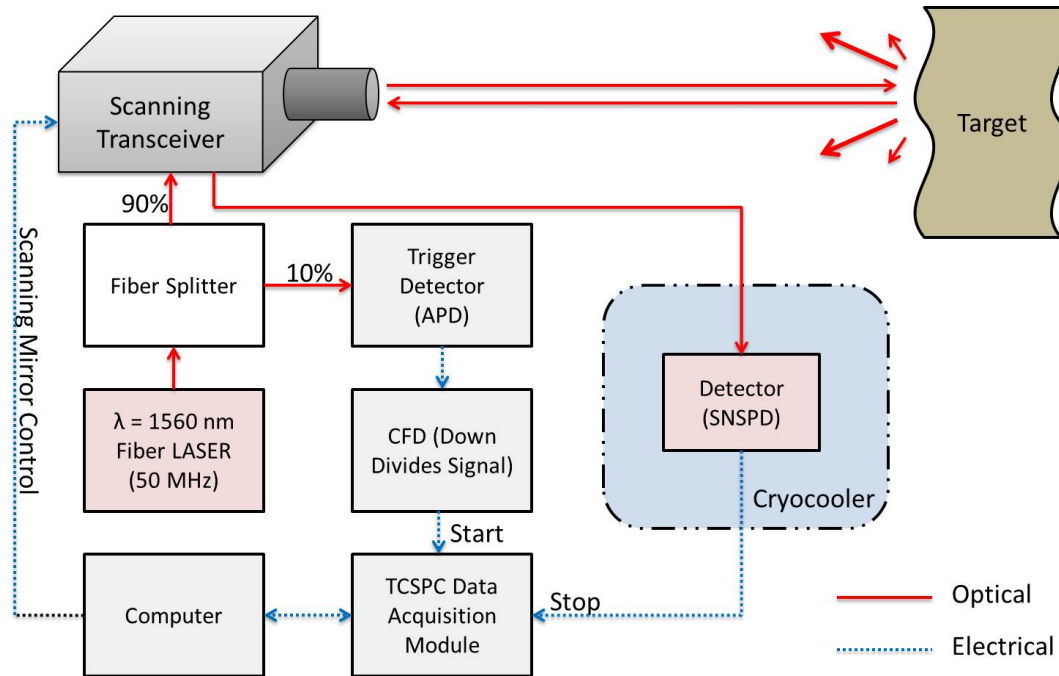 Scanning
Transceiver
Target
90%
Fiber Splitter
10%
Trigger
Detector
(APD)
Scanning Mirror Control
λ = 1560 nm
Fiber LASER
(50 MHz)
CFD (Down
Divides Signal)
Detector
(SNSPD)
Cryocooler
Start
Computer
TCSPC Data
Acquisition
Module
Stop
Optical
Electrical